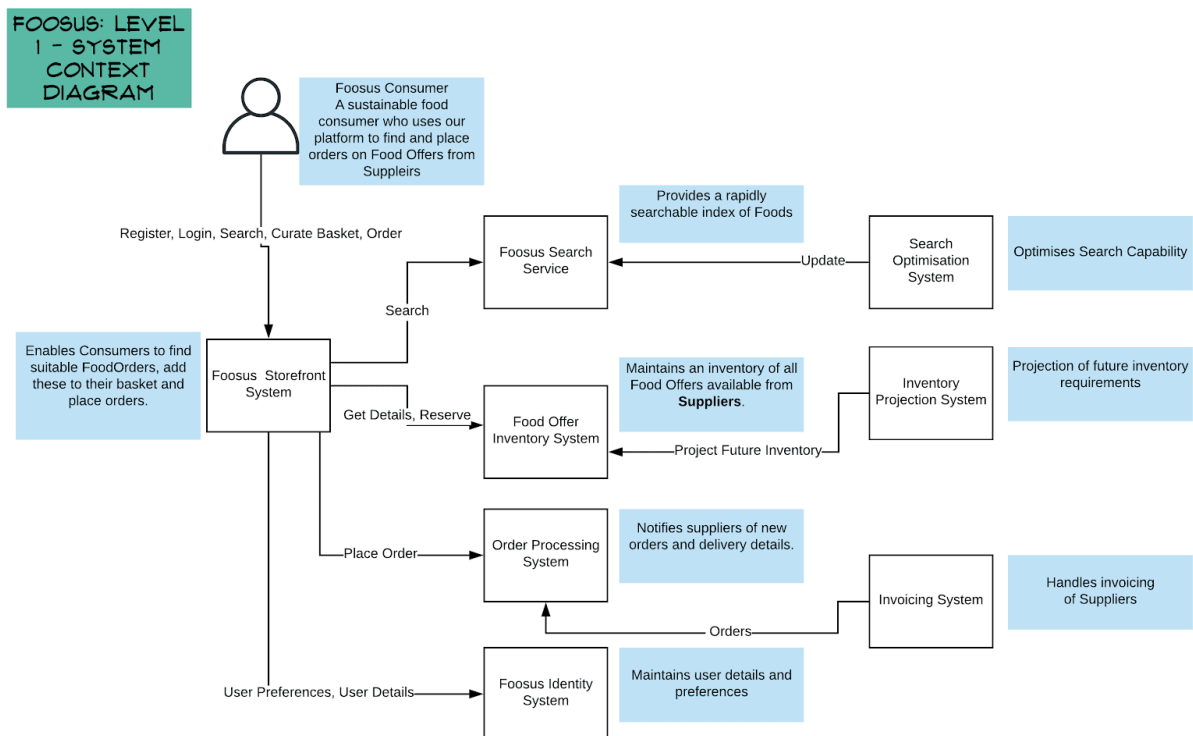 FOOSUS: LEVEL
1 - SYSTEM
CONTEXT
DIAGRAM
Foosus Consumer
A sustainable food
consumer who uses our
platform to find and place
orders on Food Offers from
Suppleirs
Register, Login, Search, Curate Basket, Order
Provides a rapidly
searchable index of Foods
Foosus Search
Service
Update
Search
Optimisation
System
Optimises Search Capability
Search
Enables Consumers to find
suitable FoodOrders, add
these to their basket and
place orders.
Foosus Storefront
System
Get Details, Reserve
Maintains an inventory of all
Food Offers available from
Suppliers.
Food Offer
Inventory System
Project Future Inventory
Inventory
Projection System
Projection of future inventory
requirements
Place Order
Order Processing
System
Notifies suppliers of new
orders and delivery details.
Orders
Invoicing System
Handles invoicing
of Suppliers
User Preferences, User Details
Foosus Identity
System
Maintains user details and
preferences